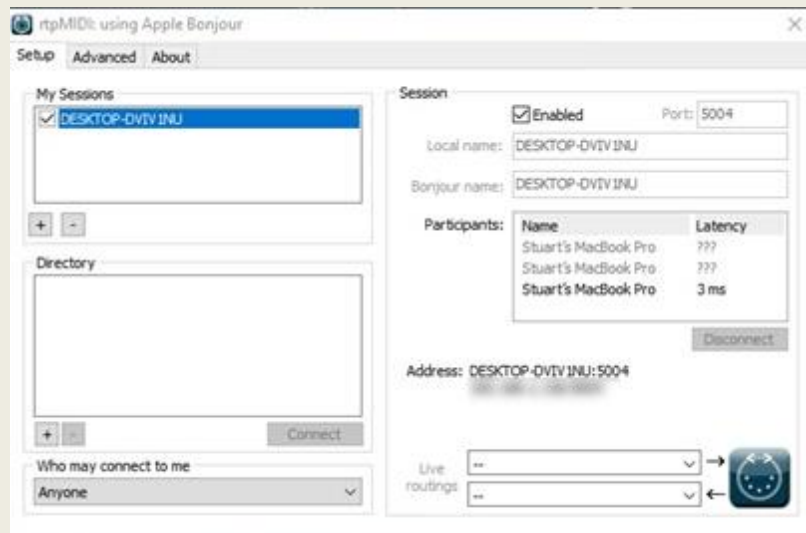 rtpMIDI: using Apple Bonjour
Setup Advanced About
My Sessions
DESKTOP-DVIV1NU
+ -
Directory
+ - Connect
Who may connect to me
Anyone
Session
Enabled Port: 5004
Local name: DESKTOP-DVIV1NU
Bonjour name: DESKTOP-DVIV1NU
Participants: Name Latency
Stuart's MacBook Pro ???
Stuart's MacBook Pro ???
Stuart's MacBook Pro 3 ms
Disconnect
Address: DESKTOP-DVIV1NU:5004
Live routings
--
--